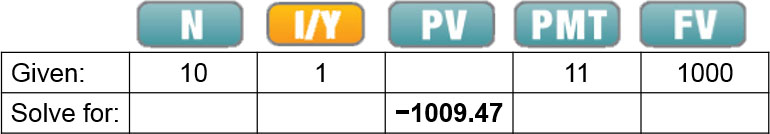 N I/Y PV PMT FV
Given: 10 1 11 1000
Solve for: −1009.47